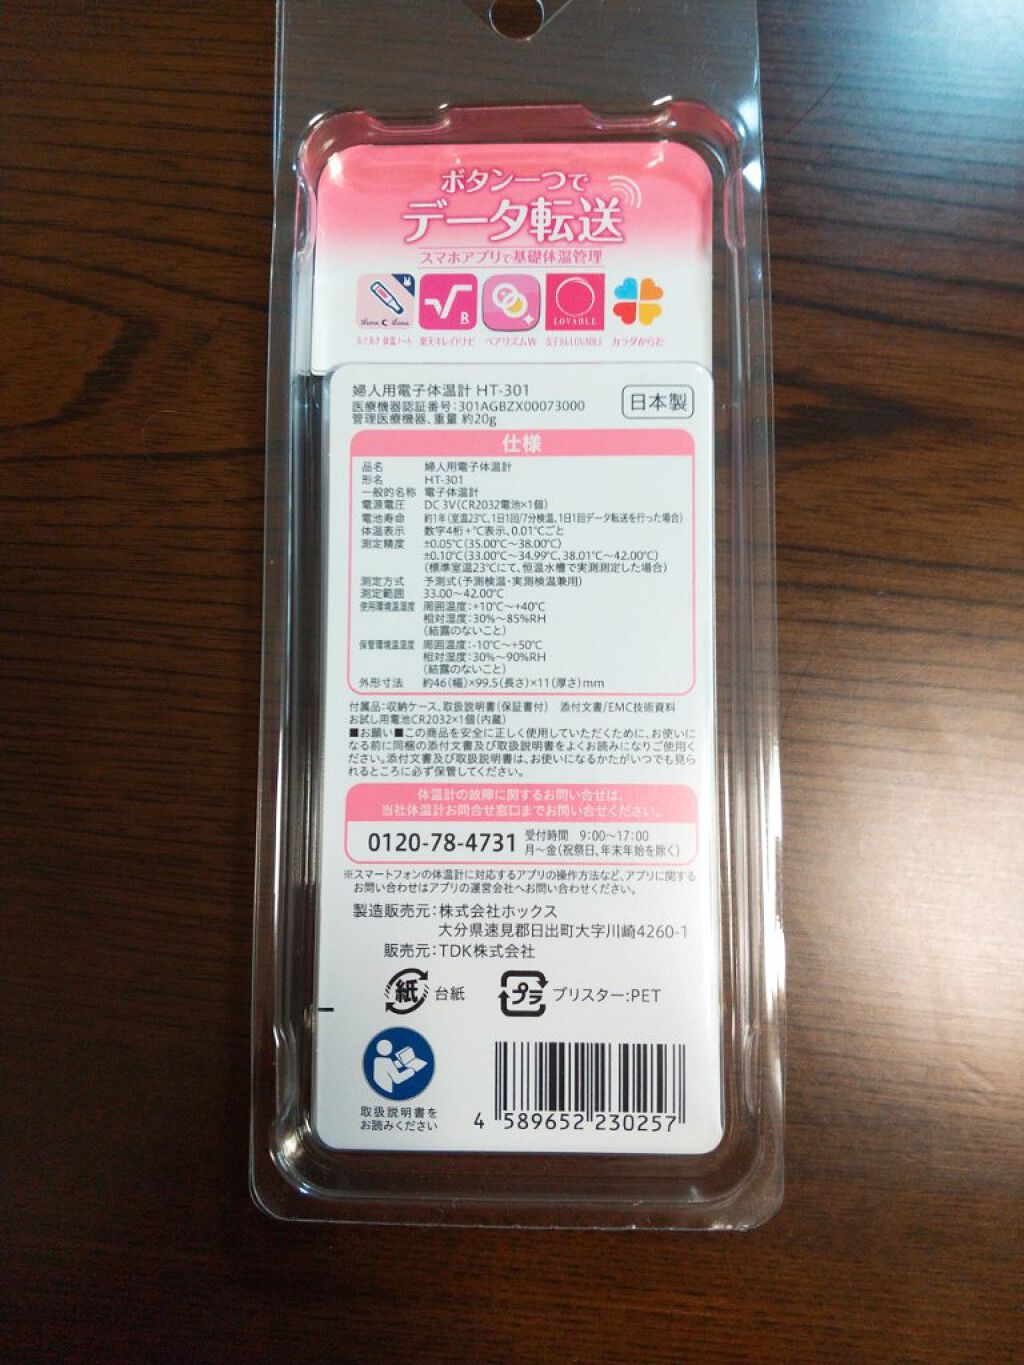 ボタン一つで
データ転送
スマホアプリで基礎体温管理
Luna Luna
R
LOVABLE
ルナルナ 体温ノート 楽天キレイドナビ ペアリズムW 女子カレLOVABLE カラダからだ
婦人用電子体温計 HT-301
医療機器認証番号:301AGBZX00073000
管理医療機器、重量 約20g
日本製
仕様
品名 婦人用電子体温計
形名 HT-301
一般的名称 電子体温計
電源電圧 DC 3V(CR2032電池×1個)
電池寿命 約1年(室温23℃、1日1回/7分検温、1日1回データ転送を行った場合)
体温表示 数字4桁+℃表示、0.01℃ごと
測定精度 ±0.05℃(35.00℃～38.00℃)
±0.10℃(33.00℃～34.99℃、38.01℃～42.00℃)
(標準室温23℃にて、恒温水槽で実測測定した場合)
測定方式 予測式(予測検温・実測検温兼用)
測定範囲 33.00～42.00℃
使用環境温湿度 周囲温度:+10℃～+40℃
相対湿度:30%～85%RH
(結露のないこと)
保管環境温湿度 周囲温度:-10℃～+50℃
相対湿度:30%～90%RH
(結露のないこと)
外形寸法 約46(幅)×99.5(長さ)×11(厚さ)mm
付属品:収納ケース、取扱説明書(保証書付) 添付文書/EMC技術資料
お試し用電池CR2032×1個(内蔵)
■お願い■この商品を安全に正しく使用していただくために、お使いに
なる前に同梱の添付文書及び取扱説明書をよくお読みになりご使用く
ださい。添付文書及び取扱説明書は、お使いになるかたがいつでも見ら
れるところに必ず保管してください。
体温計の故障に関するお問い合せは、
当社体温計お問合せ窓口までお問い合せください。
0120-78-4731 受付時間 9:00～17:00
月～金(祝祭日、年末年始を除く)
※スマートフォンの体温計に対応するアプリの操作方法など、アプリに関する
お問い合わせはアプリの運営会社へお問い合わせください。
製造販売元:株式会社ホックス
大分県速見郡日出町大字川崎4260-1
販売元:TDK株式会社
紙 台紙 プラ ブリスター:PET
取扱説明書を
お読みください
4 589652 230257